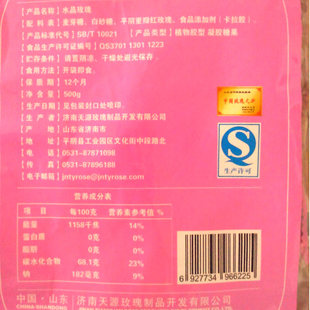 【产品名称】水晶玫瑰
【配 料 表】麦芽糖、白砂糖、平阴重瓣红玫瑰、食品添加剂（卡拉胶）
【产品标准代号】SB/T 10021 【产品类型】植物胶型 凝胶糖果
【食品生产许可证编号】QS3701 1301 1223
【贮存条件】请置阴凉、干燥处避光保存。
【食用方法】开袋即食。
【保 质 期】12个月
【净 含 量】500g
【生产日期】见包装封口处喷印。
【生 产 商】济南天源玫瑰制品开发有限公司
【产 地】山东省济南市
【地 址】平阴县工业园区文化街中段路北
【电 话】0531-87871098
【传 真】0531-87696188
【电子邮箱】jntyrose@jntyrose.com
QS
生产许可
营养成分表
项目 每100克 营养素参考值 %
能量 1158千焦 14%
蛋白质 0克 0%
脂肪 0克 0%
碳水化合物 68.1克 23%
钠 182毫克 9%
6 927734 966225
中国·山东 济南天源玫瑰制品开发有限公司
CHINA·SHANDONG